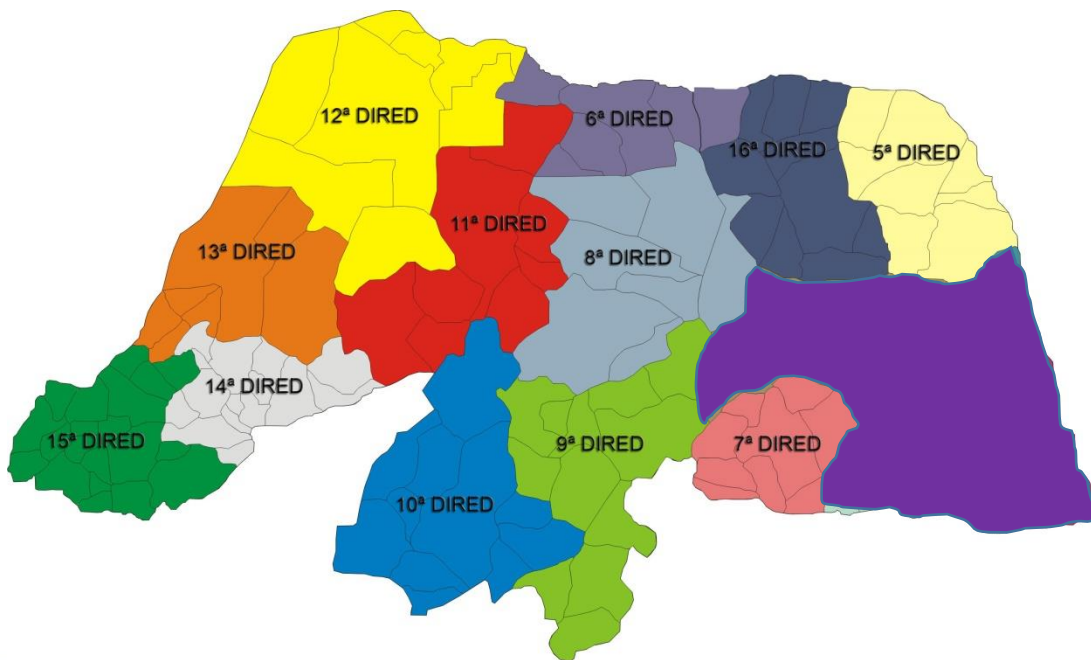 12ª DIRED
6ª DIRED
16ª DIRED
5ª DIRED
11ª DIRED
13ª DIRED
8ª DIRED
14ª DIRED
15ª DIRED
9ª DIRED
7ª DIRED
10ª DIRED